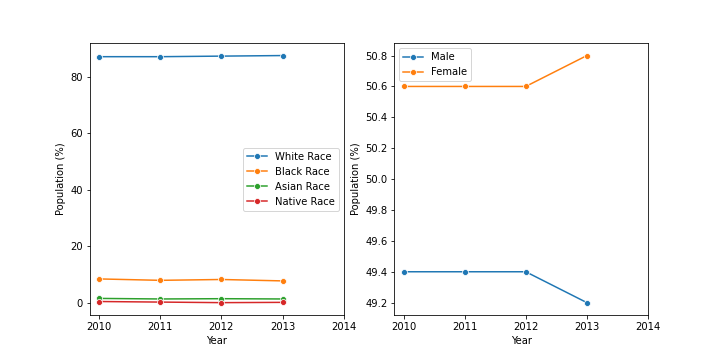 80
60
40
20
0
Population (%)
2010 2011 2012 2013 2014
Year
White Race
Black Race
Asian Race
Native Race
50.8
50.6
50.4
50.2
50.0
49.8
49.6
49.4
49.2
Population (%)
2010 2011 2012 2013 2014
Year
Male
Female